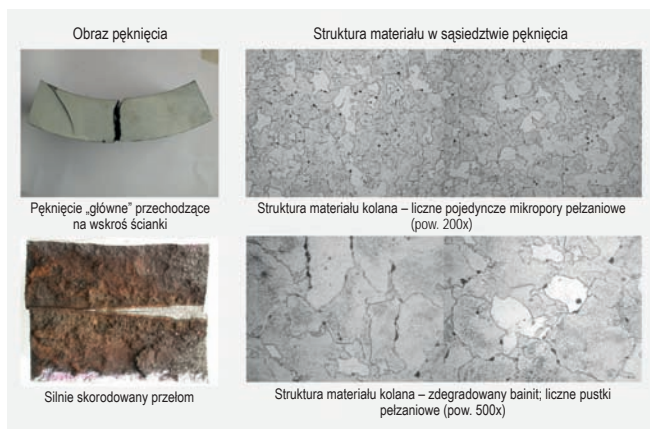 Obraz pęknięcia
Struktura materiału w sąsiedztwie pęknięcia
Pęknięcie „główne” przechodzące
na wskroś ścianki
Struktura materiału kolana – liczne pojedyncze mikropory pełzaniowe
(pow. 200x)
Silnie skorodowany przełom
Struktura materiału kolana – zdegradowany bainit; liczne pustki
pełzaniowe (pow. 500x)